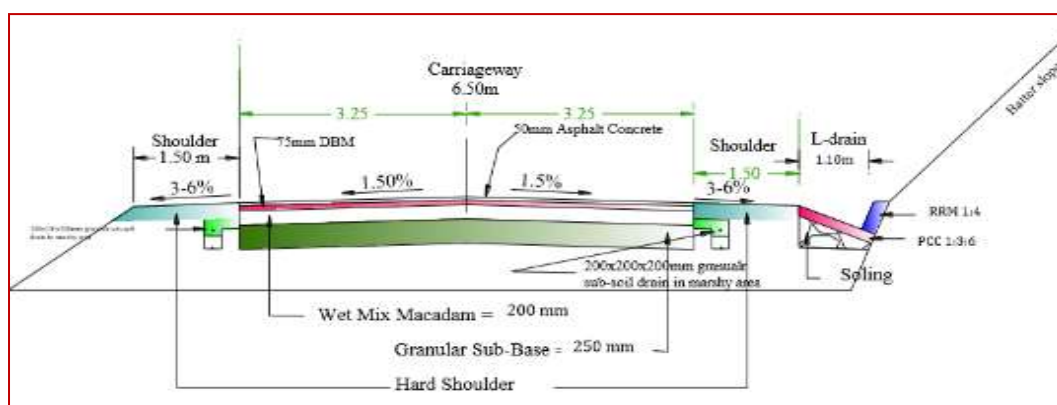 Carriageway
6.50m
3.25
3.25
Shoulder
1.50 m
75mm DBM
50mm Asphalt Concrete
Shoulder
1.50
L-drain
1.10m
Batter slope
3-6%
1.50%
1.5%
3-6%
RRM 1:4
PCC 1:3:6
Soling
200x200x200mm grasualr
sub-soil drain in marshy area
Wet Mix Macadam = 200 mm
Granular Sub-Base = 250 mm
Hard Shoulder